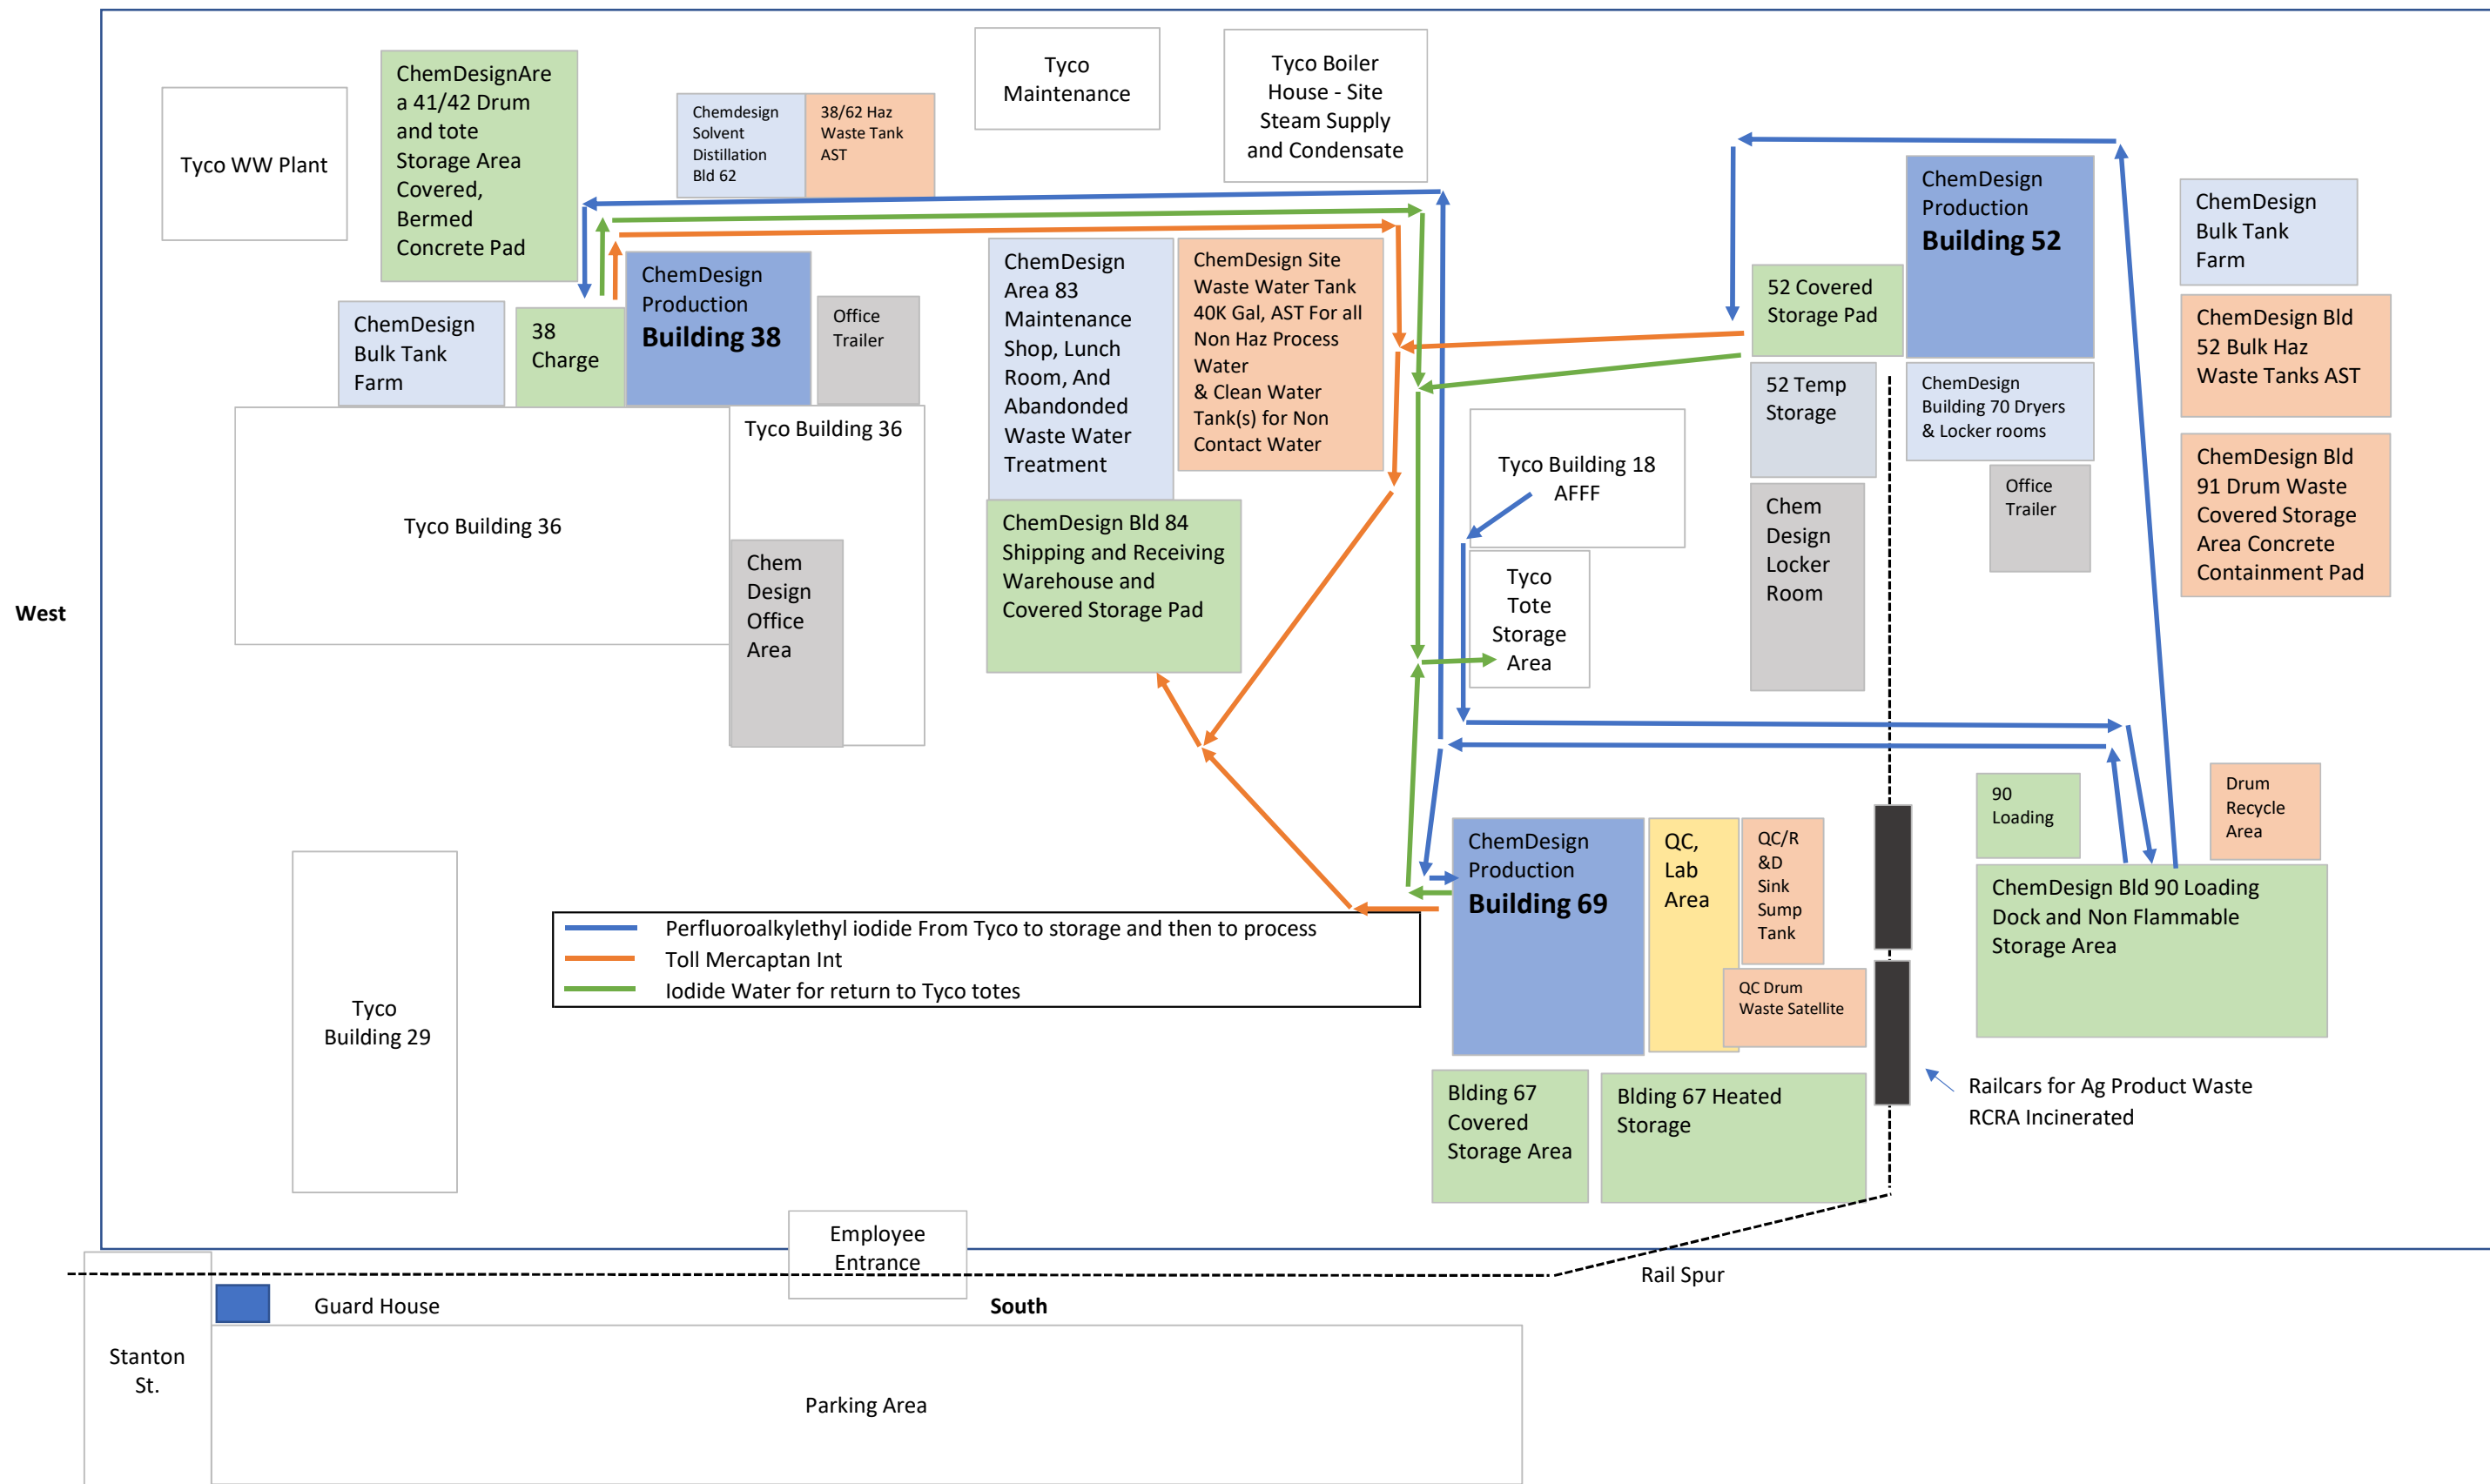 Tyco WW Plant
ChemDesignAre
a 41/42 Drum
and tote
Storage Area
Covered,
Bermed
Concrete Pad
Chemdesign
Solvent
Distillation
Bld 62
38/62 Haz
Waste Tank
AST
Tyco
Maintenance
Tyco Boiler
House - Site
Steam Supply
and Condensate
ChemDesign
Production
Building 52
ChemDesign
Bulk Tank
Farm
ChemDesign
Bulk Tank
Farm
38
Charge
ChemDesign
Production
Building 38
Office
Trailer
ChemDesign
Area 83
Maintenance
Shop, Lunch
Room, And
Abandonded
Waste Water
Treatment
ChemDesign Site
Waste Water Tank
40K Gal, AST For all
Non Haz Process
Water
& Clean Water
Tank(s) for Non
Contact Water
52 Covered
Storage Pad
ChemDesign Bld
52 Bulk Haz
Waste Tanks AST
52 Temp
Storage
ChemDesign
Building 70 Dryers
& Locker rooms
Tyco Building 36
Tyco Building 36
Tyco Building 18
AFFF
Chem
Design
Locker
Room
Office
Trailer
ChemDesign Bld
91 Drum Waste
Covered Storage
Area Concrete
Containment Pad
Chem
Design
Office
Area
ChemDesign Bld 84
Shipping and Receiving
Warehouse and
Covered Storage Pad
Tyco
Tote
Storage
Area
West
90
Loading
Drum
Recycle
Area
ChemDesign
Production
Building 69
QC,
Lab
Area
QC/R
&D
Sink
Sump
Tank
QC Drum
Waste Satellite
ChemDesign Bld 90 Loading
Dock and Non Flammable
Storage Area
Perfluoroalkylethyl iodide From Tyco to storage and then to process
Toll Mercaptan Int
Iodide Water for return to Tyco totes
Tyco
Building 29
Blding 67
Covered
Storage Area
Blding 67 Heated
Storage
Railcars for Ag Product Waste
RCRA Incinerated
Employee
Entrance
Rail Spur
Guard House
South
Stanton
St.
Parking Area